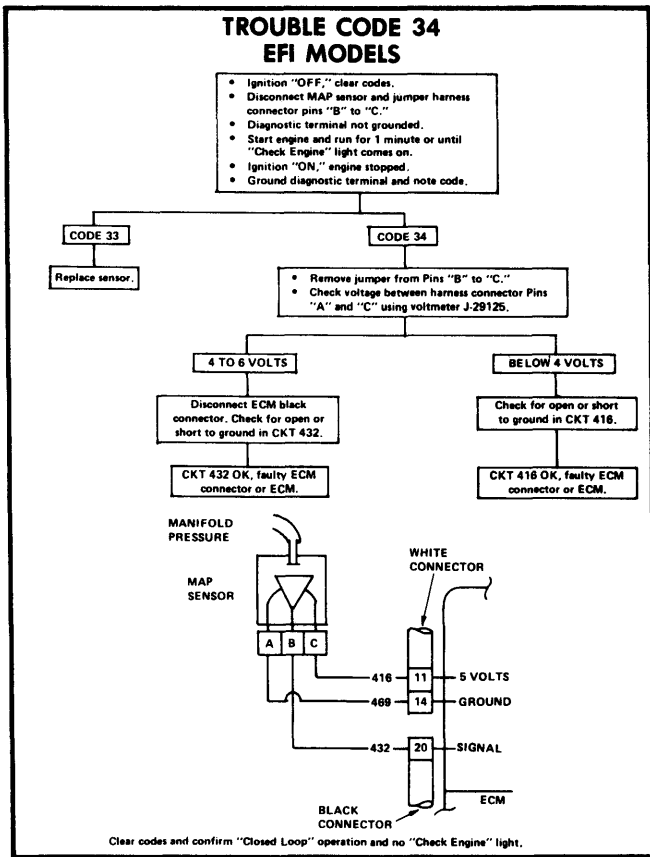 TROUBLE CODE 34
EFI MODELS
• Ignition "OFF," clear codes.
• Disconnect MAP sensor and jumper harness
connector pins "B" to "C."
• Diagnostic terminal not grounded.
• Start engine and run for 1 minute or until
"Check Engine" light comes on.
• Ignition "ON," engine stopped.
• Ground diagnostic terminal and note code.
CODE 33
CODE 34
Replace sensor.
• Remove jumper from Pins "B" to "C."
• Check voltage between harness connector Pins
"A" and "C" using voltmeter J-29125.
4 TO 6 VOLTS
BELOW 4 VOLTS
Disconnect ECM black
connector. Check for open or
short to ground in CKT 432.
Check for open or short
to ground in CKT 416.
CKT 432 OK, faulty ECM
connector or ECM.
CKT 416 OK, faulty ECM
connector or ECM.
MANIFOLD
PRESSURE
MAP
SENSOR
WHITE
CONNECTOR
A B C
416 11 5 VOLTS
469 14 GROUND
432 20 SIGNAL
ECM
BLACK
CONNECTOR
Clear codes and confirm "Closed Loop" operation and no "Check Engine" light.